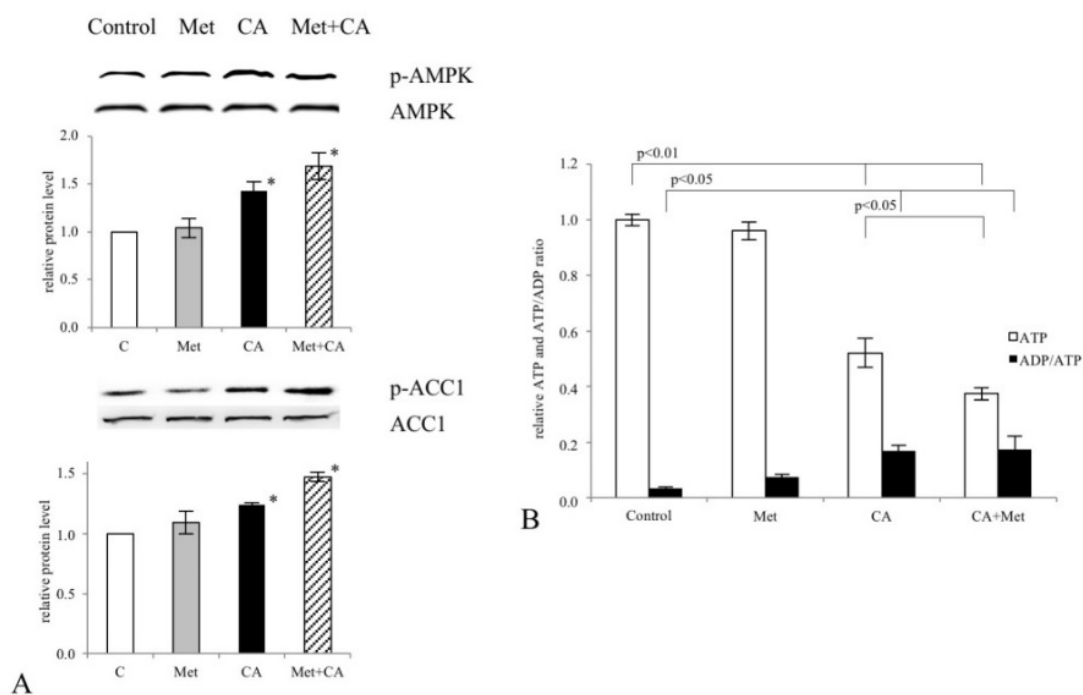 Control Met CA Met+CA
p-AMPK
AMPK
relative protein level
2.0
1.5
1.0
0.5
0.0
*
*
C Met CA Met+CA
p-ACC1
ACC1
relative protein level
1.5
1.0
0.5
0.0
*
*
C Met CA Met+CA
A
relative ATP and ATP/ADP ratio
1.2
1.0
0.8
0.6
0.4
0.2
0.0
p<0.01
p<0.05
p<0.05
ATP
ADP/ATP
Control Met CA CA+Met
B